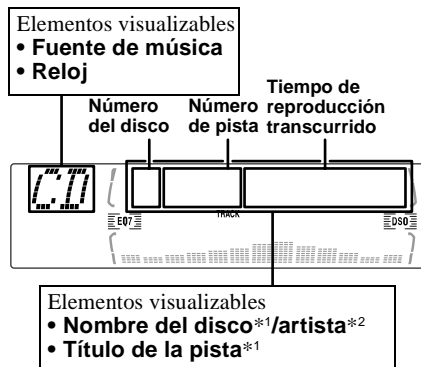 Elementos visualizables
• Fuente de música
• Reloj
Número del disco
Número de pista
Tiempo de reproducción transcurrido
CD
TRACK
EQ7
DSO
Elementos visualizables
• Nombre del disco*1/artista*2
• Título de la pista*1